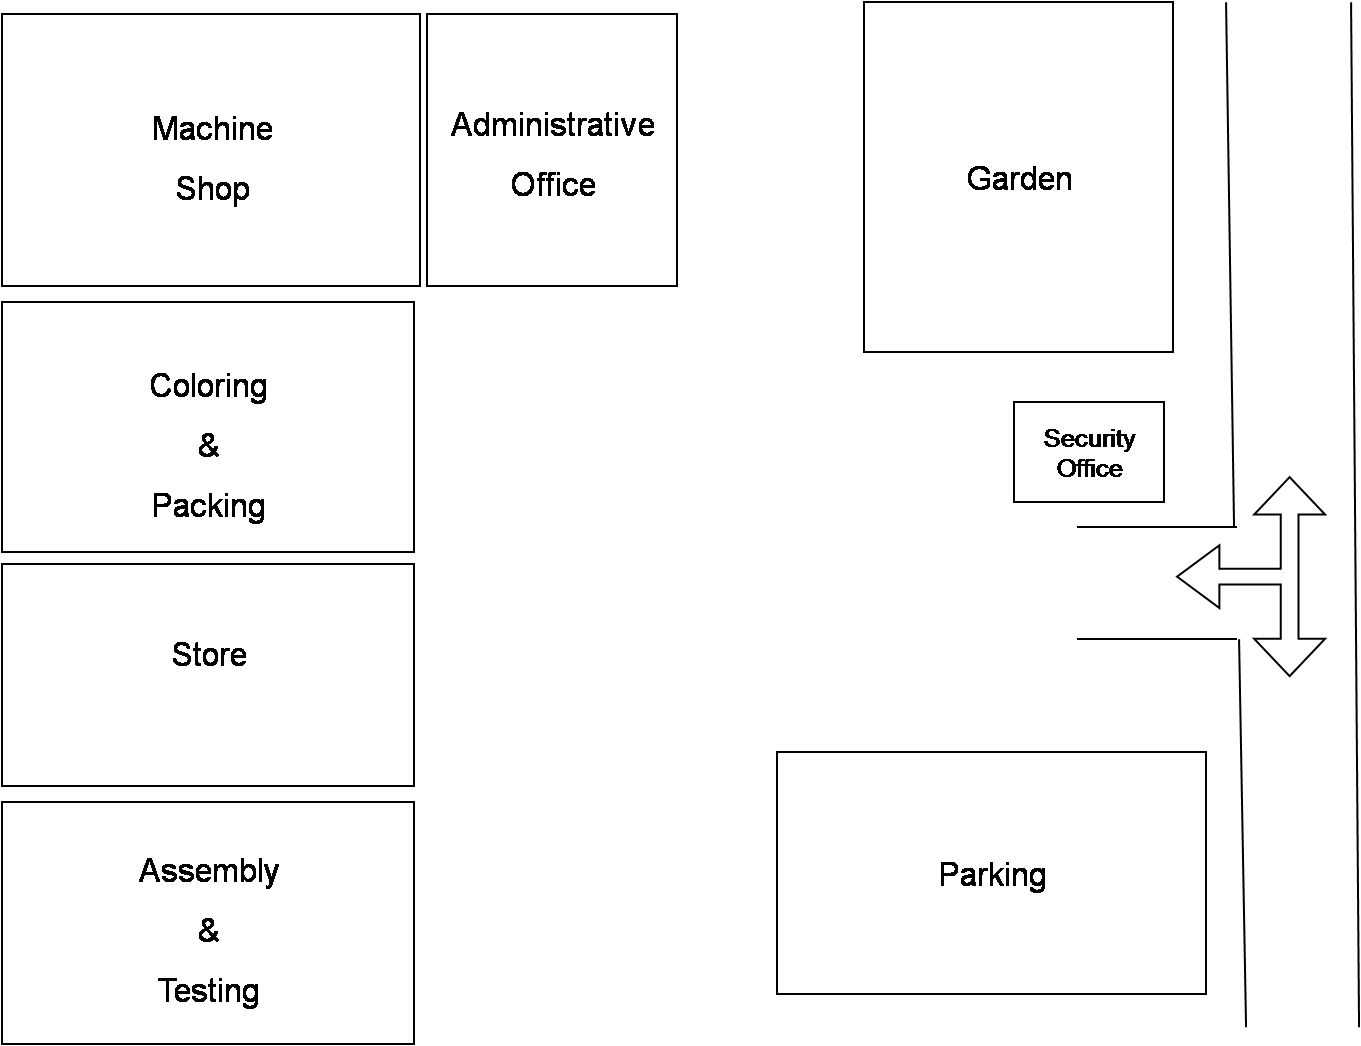 Machine
Shop
Administrative
Office
Garden
Coloring
&
Packing
Security
Office
Store
Assembly
&
Testing
Parking